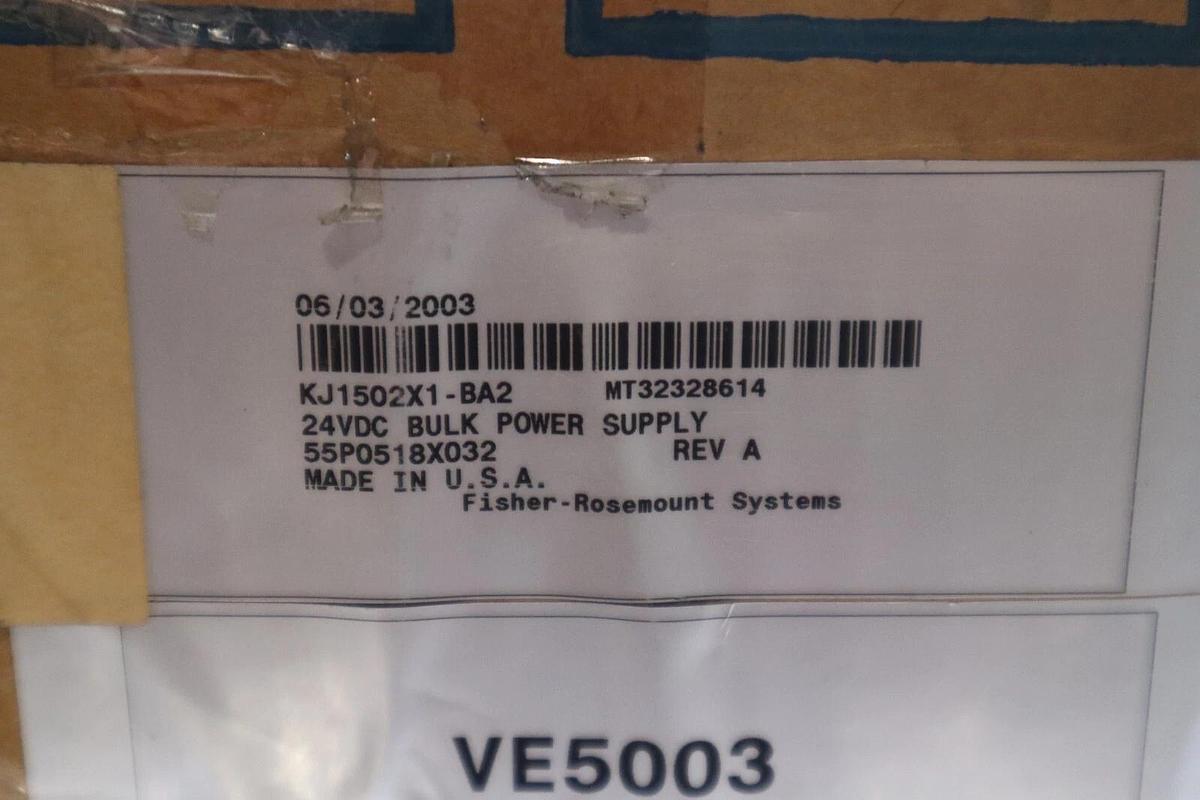 06/03/2003
KJ1502X1-BA2 MT32328614
24VDC BULK POWER SUPPLY
55P0518X032 REV A
MADE IN U.S.A.
Fisher-Rosemount Systems
VE5003